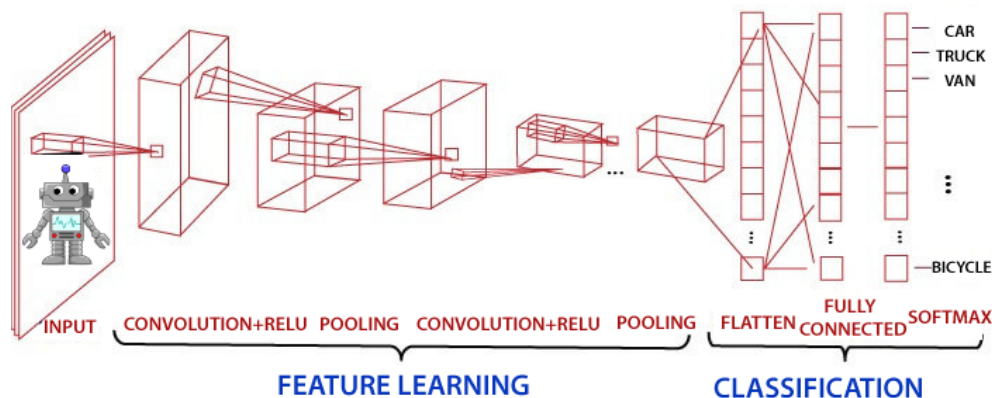 CAR
TRUCK
VAN
...
...
...
...
...
BICYCLE
INPUT
CONVOLUTION+RELU
POOLING
CONVOLUTION+RELU
POOLING
FLATTEN
FULLY
CONNECTED
SOFTMAX
FEATURE LEARNING
CLASSIFICATION